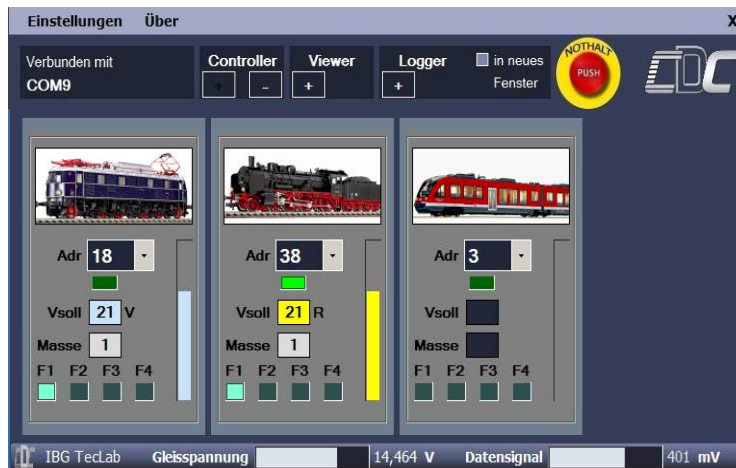 Einstellungen Über X
Verbunden mit
COM9
Controller Viewer Logger
+ - + +
in neues
Fenster
NOTHALT
PUSH
CDC
Adr 18
Vsoll 21 V
Masse 1
F1 F2 F3 F4
Adr 38
Vsoll 21 R
Masse 1
F1 F2 F3 F4
Adr 3
Vsoll
Masse
F1 F2 F3 F4
IBG TecLab Gleisspannung 14,464 V Datensignal 401 mV